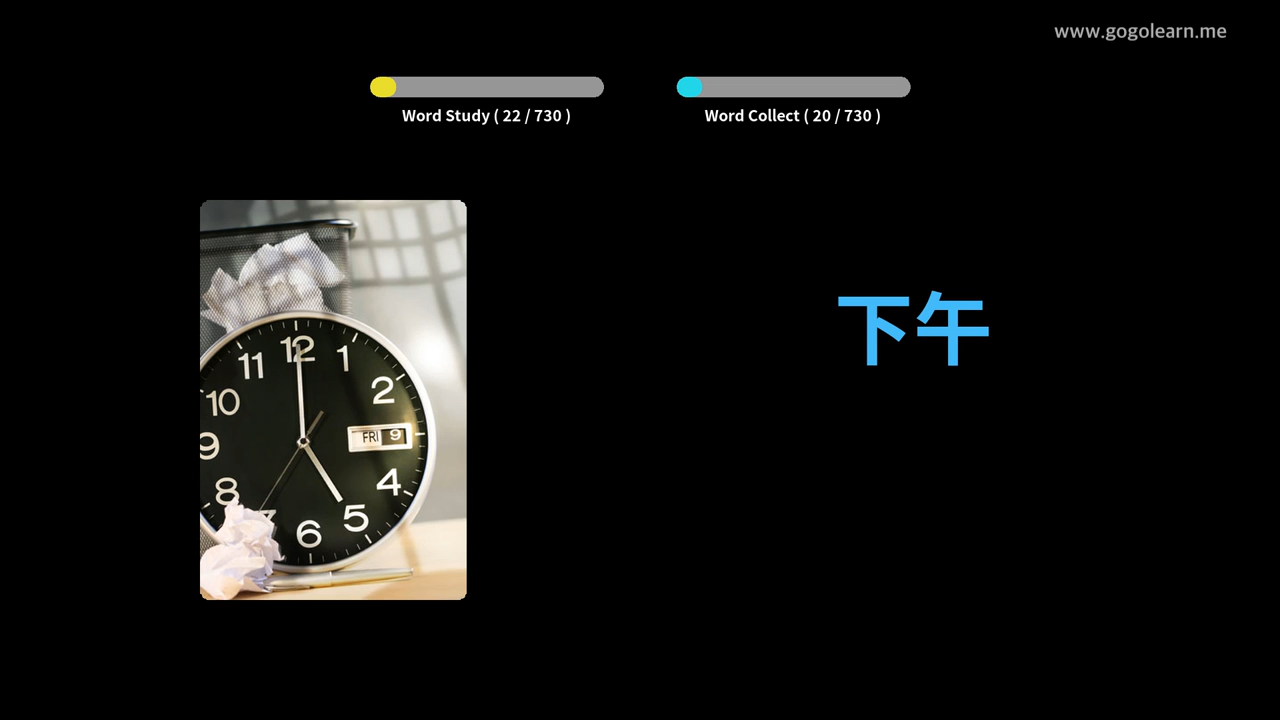 www.gogolearn.me
Word Study ( 22 / 730 )
Word Collect ( 20 / 730 )
12
11
1
10
2
9
FRI 9
8
4
7
5
6
下午